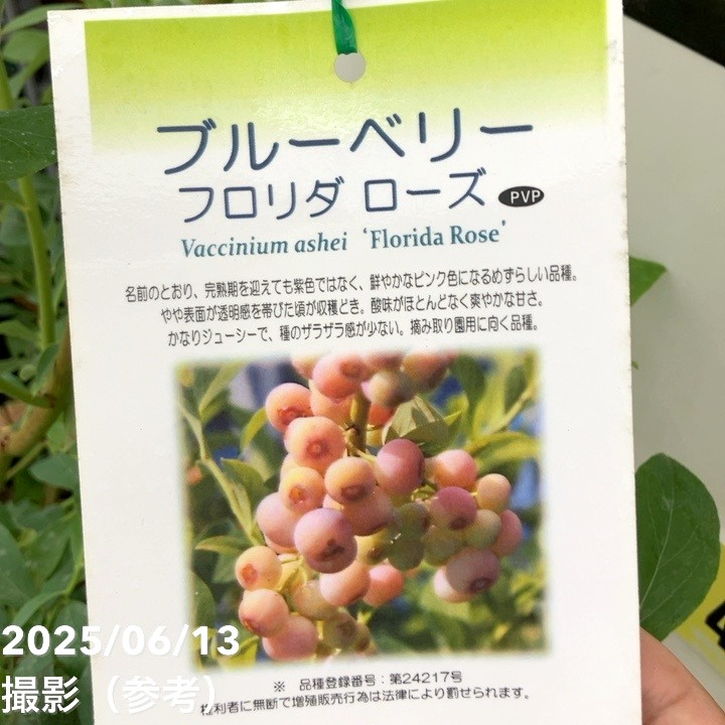 ブルーベリー
フロリダ ローズ PVP
Vaccinium ashei ‘Florida Rose’
名前のとおり、完熟期を迎えても紫色ではなく、鮮やかなピンク色になるめずらしい品種。
やや表面が透明感を帯びた頃が収穫どき。酸味がほとんどなく爽やかな甘さ。
かなりジューシーで、種のザラザラ感が少ない。摘み取り園用に向く品種。
※ 品種登録番号：第24217号
権利者に無断で増殖販売行為は法律により罰せられます。
2025/06/13
撮影（参考）